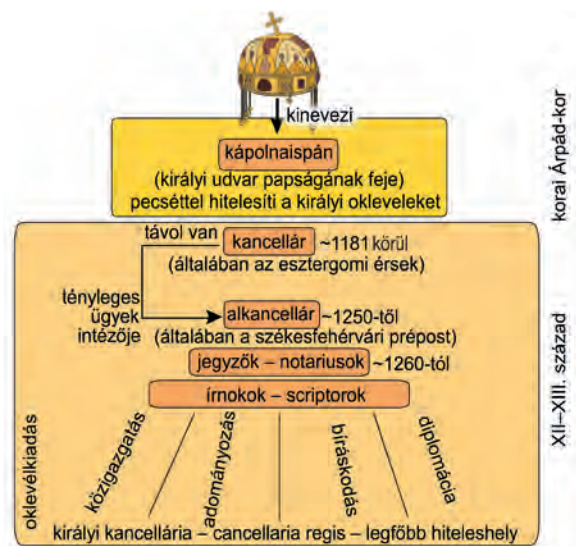 kinevezi
kápolnaispán
(királyi udvar papságának feje)
pecséttel hitelesíti a királyi okleveleket
korai Árpád-kor
távol van
kancellár ~1181 körül
(általában az esztergomi érsek)
tényleges
ügyek
intézője
alkancellár ~1250-től
(általában a székesfehérvári prépost)
jegyzők – notariusok ~1260-tól
írnokok – scriptorok
oklevélkiadás
közigazgatás
adományozás
bíráskodás
diplomácia
XII–XIII. század
királyi kancellária – cancellaria regis – legfőbb hiteleshely